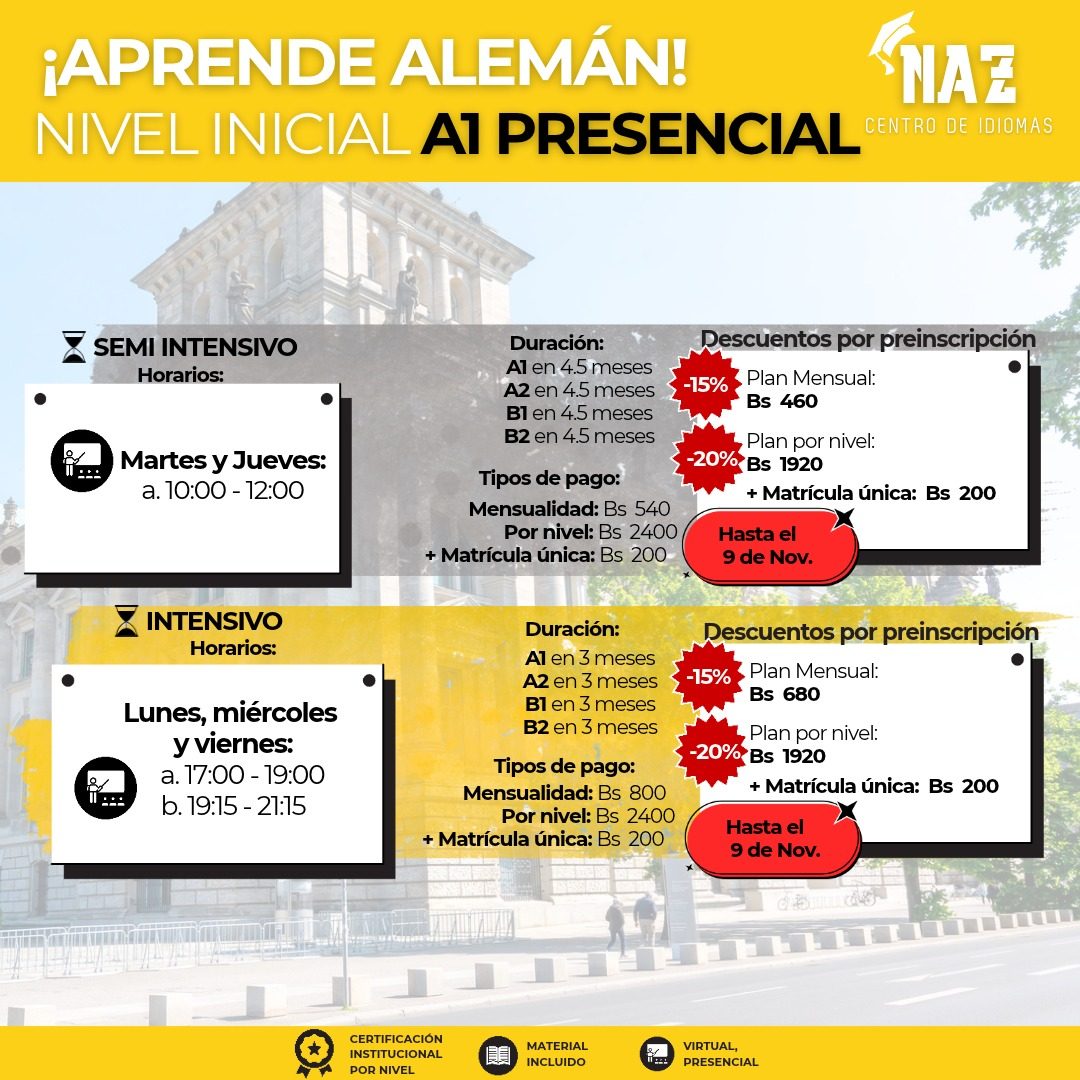 ¡APRENDE ALEMÁN!
NIVEL INICIAL A1 PRESENCIAL
NAZ
CENTRO DE IDIOMAS
SEMI INTENSIVO
Horarios:
Martes y Jueves:
a. 10:00 - 12:00
Duración:
A1 en 4.5 meses
A2 en 4.5 meses
B1 en 4.5 meses
B2 en 4.5 meses
Tipos de pago:
Mensualidad: Bs 540
Por nivel: Bs 2400
+ Matrícula única: Bs 200
Descuentos por preinscripción
-15%
Plan Mensual:
Bs 460
-20%
Plan por nivel:
Bs 1920
+ Matrícula única: Bs 200
Hasta el
9 de Nov.
INTENSIVO
Horarios:
Lunes, miércoles
y viernes:
a. 17:00 - 19:00
b. 19:15 - 21:15
Duración:
A1 en 3 meses
A2 en 3 meses
B1 en 3 meses
B2 en 3 meses
Tipos de pago:
Mensualidad: Bs 800
Por nivel: Bs 2400
+ Matrícula única: Bs 200
Descuentos por preinscripción
-15%
Plan Mensual:
Bs 680
-20%
Plan por nivel:
Bs 1920
+ Matrícula única: Bs 200
Hasta el
9 de Nov.
CERTIFICACIÓN
INSTITUCIONAL
POR NIVEL
MATERIAL
INCLUIDO
VIRTUAL,
PRESENCIAL